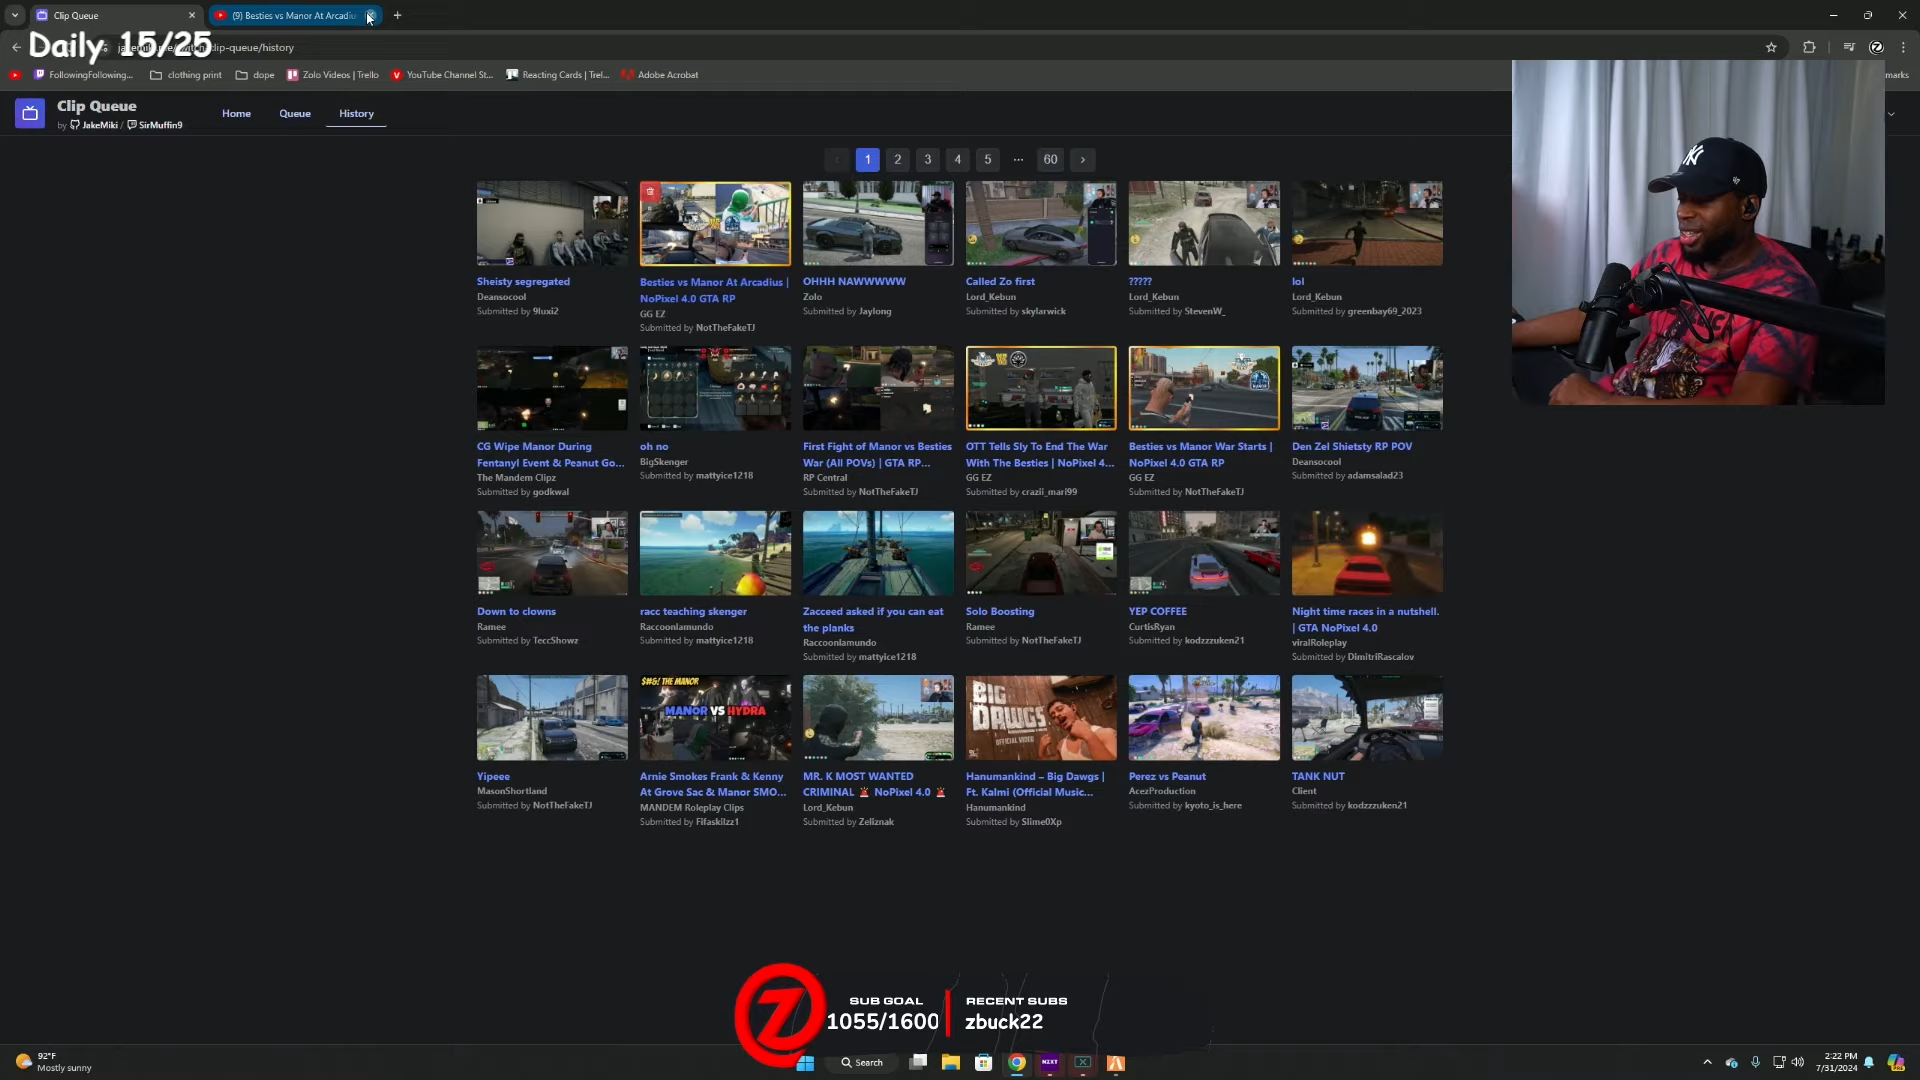 Clip Queue
(9) Besties vs Manor At Arcadiu
Daily 15/25
clip-queue/history
FollowingFollowing...
clothing print
dope
Zolo Videos | Trello
YouTube Channel St...
Reacting Cards | Trel...
Adobe Acrobat
Clip Queue
by JakeMiki / SirMuffin9
Home
Queue
History
1
2
3
4
5
...
60
Sheisty segregated
Deansocool
Submitted by 9luxi2
Besties vs Manor At Arcadius |
NoPixel 4.0 GTA RP
GG EZ
Submitted by NotTheFakeTJ
OHHH NAWWWWW
Zolo
Submitted by Jaylong
Called Zo first
Lord_Kebun
Submitted by skylarwick
?????
Lord_Kebun
Submitted by StevenW_
lol
Lord_Kebun
Submitted by greenbay69_2023
CG Wipe Manor During
Fentanyl Event & Peanut Go...
The Mandem Clipz
Submitted by godkwal
oh no
BigSkenger
Submitted by mattyice1218
First Fight of Manor vs Besties
War (All POVs) | GTA RP...
RP Central
Submitted by NotTheFakeTJ
OTT Tells Sly To End The War
With The Besties | NoPixel 4...
GG EZ
Submitted by crazii_mari99
Besties vs Manor War Starts |
NoPixel 4.0 GTA RP
GG EZ
Submitted by NotTheFakeTJ
Den Zel Shietsty RP POV
Deansocool
Submitted by adamsalad23
Down to clowns
Ramee
Submitted by TeccShowz
racc teaching skenger
Raccoonlamundo
Submitted by mattyice1218
Zacceed asked if you can eat
the planks
Raccoonlamundo
Submitted by mattyice1218
Solo Boosting
Ramee
Submitted by NotTheFakeTJ
YEP COFFEE
CurtisRyan
Submitted by kodzzzuken21
Night time races in a nutshell.
| GTA NoPixel 4.0
viralRoleplay
Submitted by DimitriRascalov
$#&! THE MANOR
MANOR VS HYDRA
BIG
DAWGS
OFFICIAL VIDEO
Yipeee
MasonShortland
Submitted by NotTheFakeTJ
Arnie Smokes Frank & Kenny
At Grove Sac & Manor SMO...
MANDEM Roleplay Clips
Submitted by Fifaskilzz1
MR. K MOST WANTED
CRIMINAL 🚨 NoPixel 4.0 🚨
Lord_Kebun
Submitted by Zeliznak
Hanumankind – Big Dawgs |
Ft. Kalmi (Official Music...
Hanumankind
Submitted by Slime0Xp
Perez vs Peanut
AcezProduction
Submitted by kyoto_is_here
TANK NUT
Client
Submitted by kodzzzuken21
SUB GOAL
1055/1600
RECENT SUBS
zbuck22
92°F
Mostly sunny
Search
NZXT
2:22 PM
7/31/2024